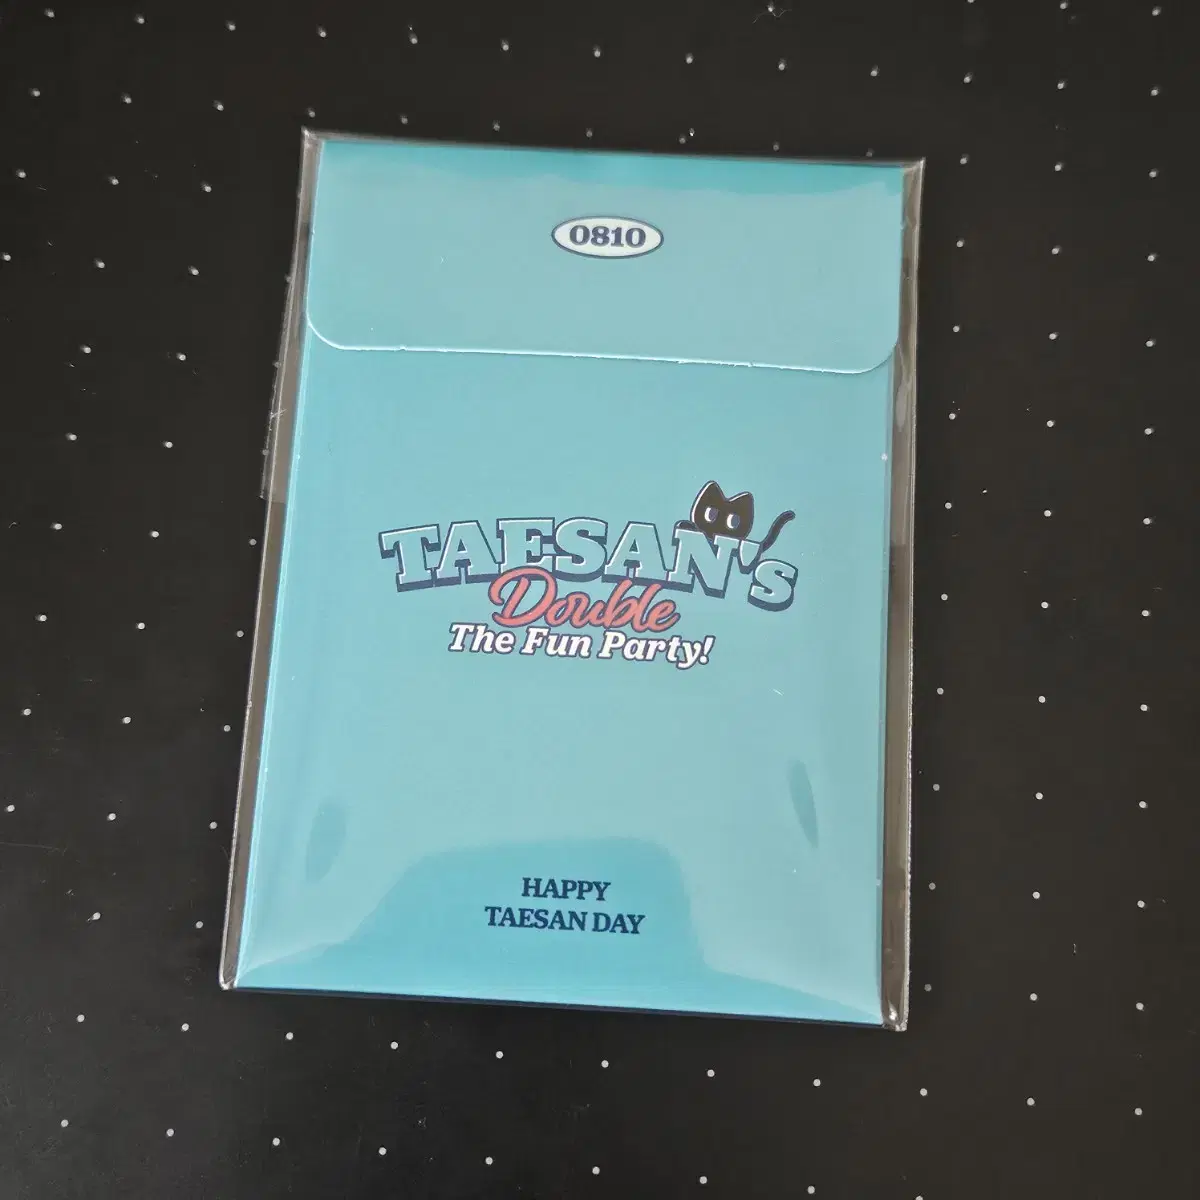 0810
TAESAN'S
Double
The Fun Party!
HAPPY
TAESAN DAY